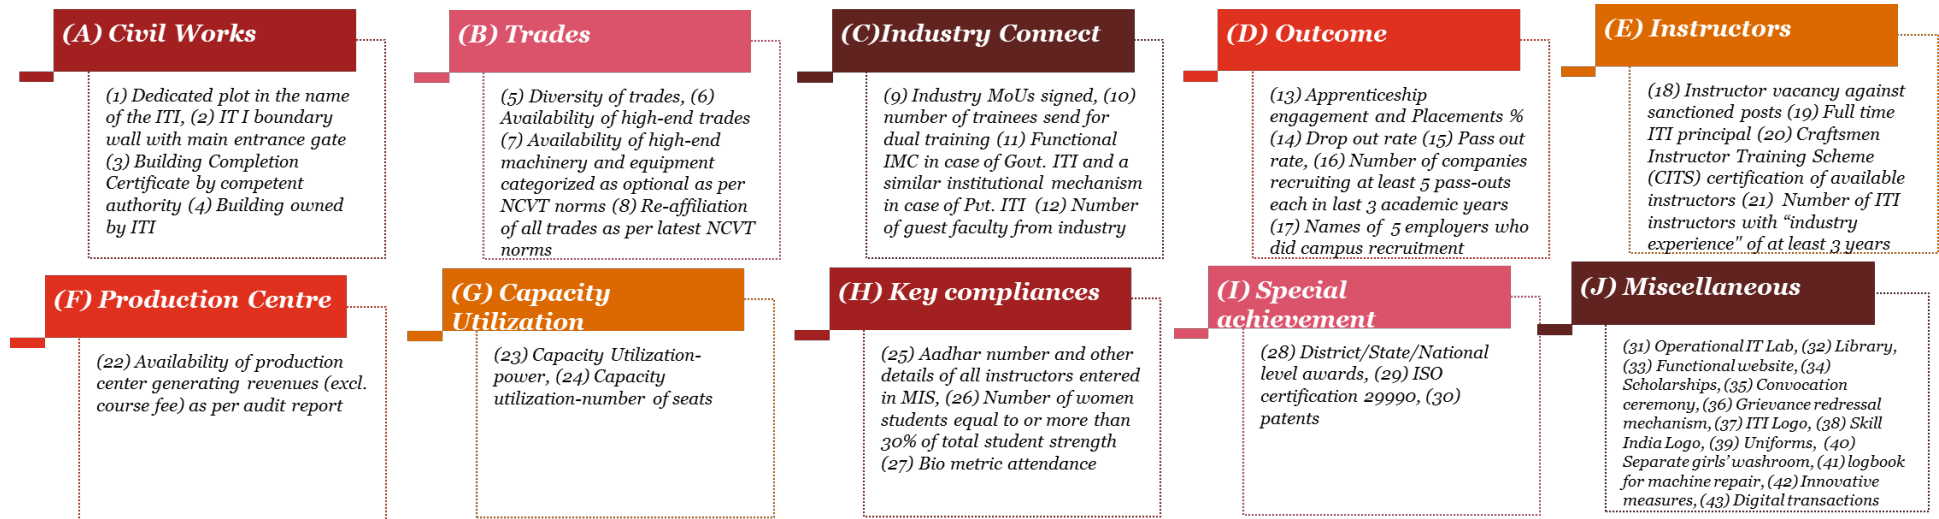 (A) Civil Works
(1) Dedicated plot in the name
of the ITI, (2) IT I boundary
wall with main entrance gate
(3) Building Completion
Certificate by competent
authority (4) Building owned
by ITI
(B) Trades
(5) Diversity of trades, (6)
Availability of high-end trades
(7) Availability of high-end
machinery and equipment
categorized as optional as per
NCVT norms (8) Re-affiliation
of all trades as per latest NCVT
norms
(C)Industry Connect
(9) Industry MoUs signed, (10)
number of trainees send for
dual training (11) Functional
IMC in case of Govt. ITI and a
similar institutional mechanism
in case of Pvt. ITI (12) Number
of guest faculty from industry
(D) Outcome
(13) Apprenticeship
engagement and Placements %
(14) Drop out rate (15) Pass out
rate, (16) Number of companies
recruiting at least 5 pass-outs
each in last 3 academic years
(17) Names of 5 employers who
did campus recruitment
(E) Instructors
(18) Instructor vacancy against
sanctioned posts (19) Full time
ITI principal (20) Craftsmen
Instructor Training Scheme
(CITS) certification of available
instructors (21) Number of ITI
instructors with “industry
experience" of at least 3 years
(F) Production Centre
(22) Availability of production
center generating revenues (excl.
course fee) as per audit report
(G) Capacity
Utilization
(23) Capacity Utilization-
power, (24) Capacity
utilization-number of seats
(H) Key compliances
(25) Aadhar number and other
details of all instructors entered
in MIS, (26) Number of women
students equal to or more than
30% of total student strength
(27) Bio metric attendance
(I) Special
achievement
(28) District/State/National
level awards, (29) ISO
certification 29990, (30)
patents
(J) Miscellaneous
(31) Operational IT Lab, (32) Library,
(33) Functional website, (34)
Scholarships, (35) Convocation
ceremony, (36) Grievance redressal
mechanism, (37) ITI Logo, (38) Skill
India Logo, (39) Uniforms, (40)
Separate girls’ washroom, (41) logbook
for machine repair, (42) Innovative
measures, (43) Digital transactions